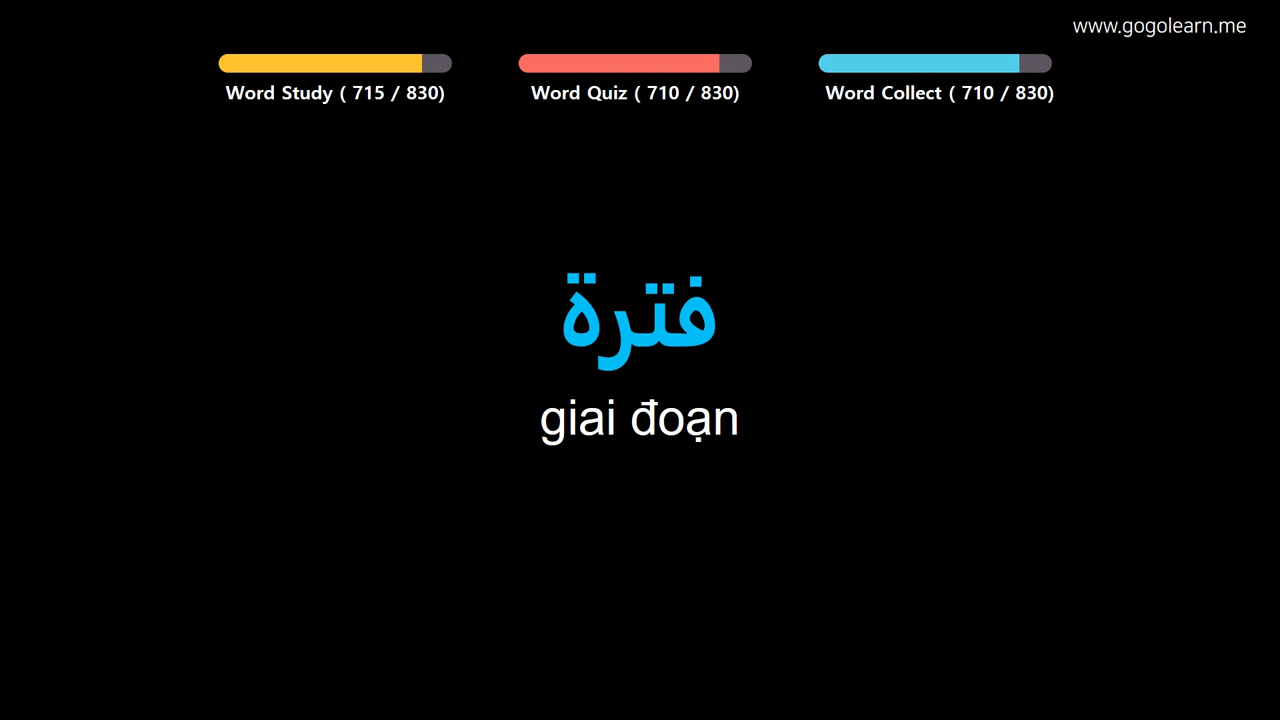 www.gogolearn.me
Word Study ( 715 / 830)
Word Quiz ( 710 / 830)
Word Collect ( 710 / 830)
فترة
giai đoạn